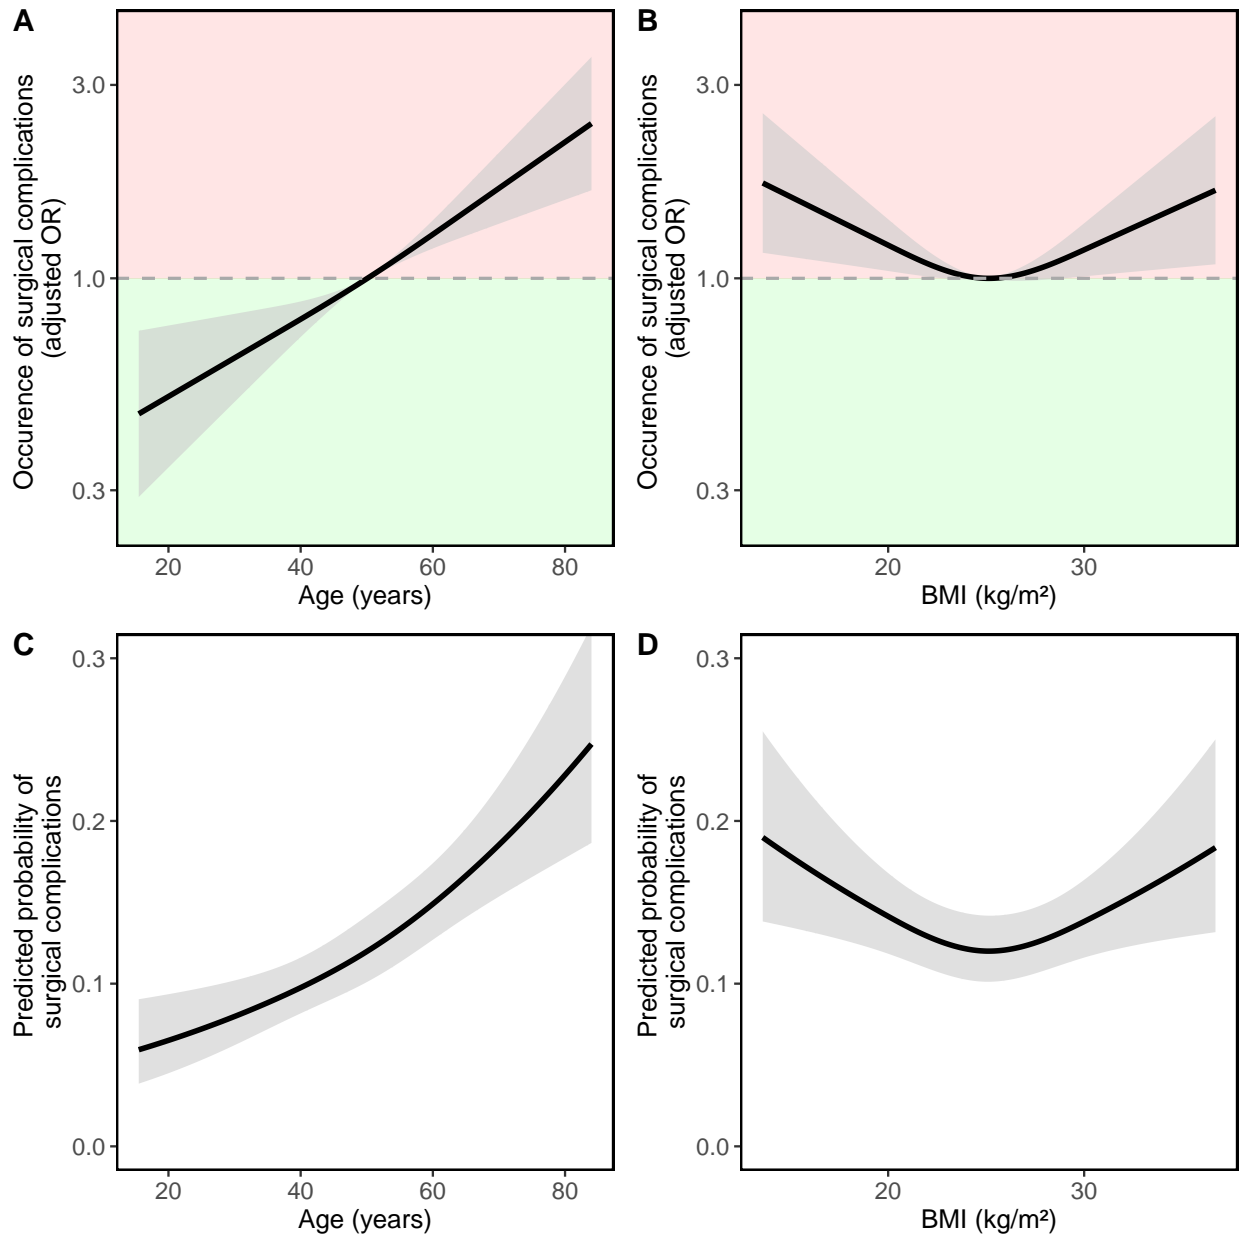 A
Occurence of surgical complications
(adjusted OR)
3.0
1.0
0.3
20 40 60 80
Age (years)
B
Occurence of surgical complications
(adjusted OR)
3.0
1.0
0.3
20 30
BMI (kg/m²)
C
Predicted probability of
surgical complications
0.3
0.2
0.1
0.0
20 40 60 80
Age (years)
D
Predicted probability of
surgical complications
0.3
0.2
0.1
0.0
20 30
BMI (kg/m²)